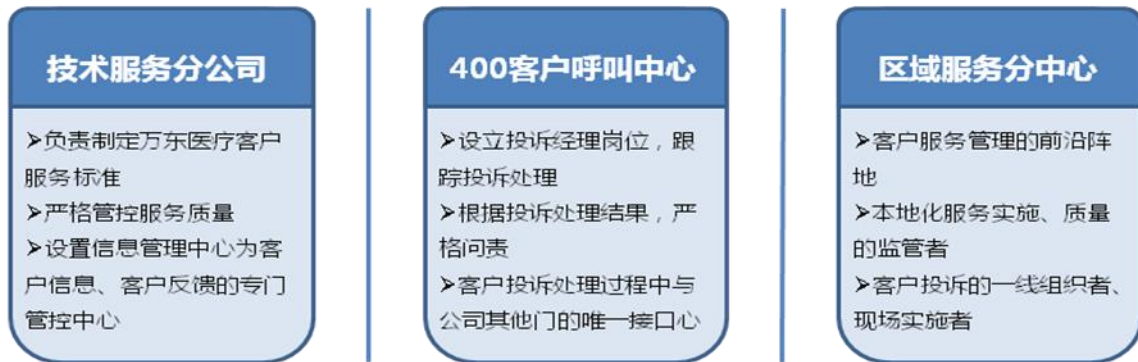 技术服务分公司
➢负责制定万东医疗客户
服务标准
➢严格管控服务质量
➢设置信息管理中心为客
户信息、客户反馈的专门
管控中心
400客户呼叫中心
➢设立投诉经理岗位，跟
踪投诉处理
➢根据投诉处理结果，严
格问责
➢客户投诉处理过程中与
公司其他门的唯一接口心
区域服务分中心
➢客户服务管理的前沿阵
地
➢本地化服务实施、质量
的监管者
➢客户投诉的一线组织者、
现场实施者